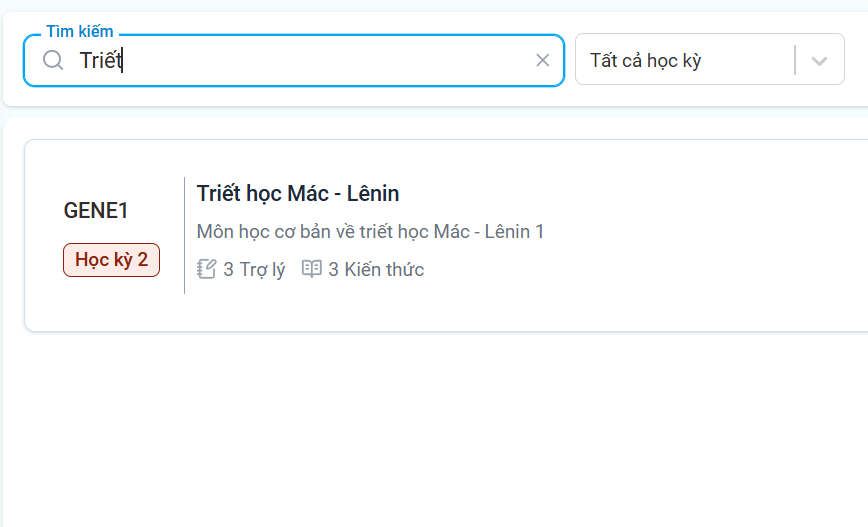 Tìm kiếm
Triết
Tất cả học kỳ
GENE1
Học kỳ 2
Triết học Mác - Lênin
Môn học cơ bản về triết học Mác - Lênin 1
3 Trợ lý
3 Kiến thức